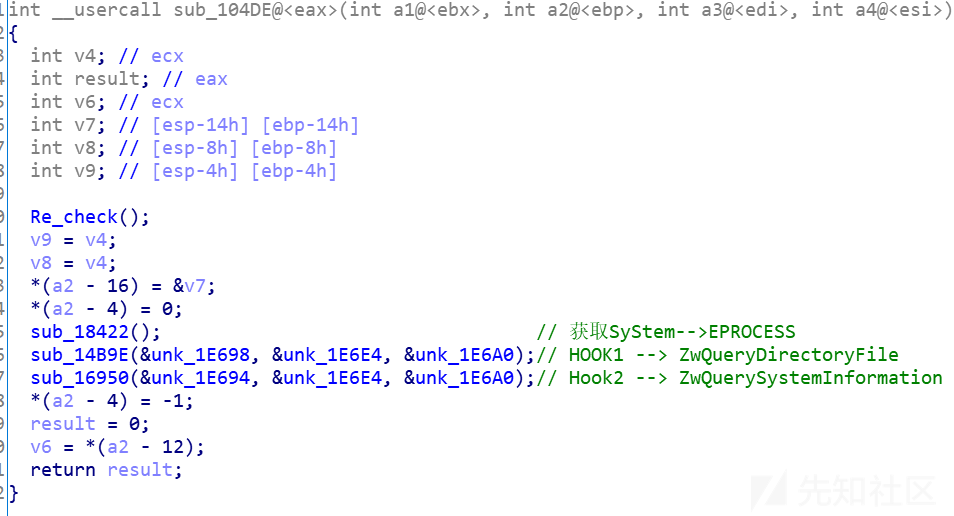 int __usercall sub_104DE@<eax>(int a1@<ebx>, int a2@<ebp>, int a3@<edi>, int a4@<esi>)
{
int v4; // ecx
int result; // eax
int v6; // ecx
int v7; // [esp-14h] [ebp-14h]
int v8; // [esp-8h] [ebp-8h]
int v9; // [esp-4h] [ebp-4h]
Re_check();
v9 = v4;
v8 = v4;
*(a2 - 16) = &v7;
*(a2 - 4) = 0;
sub_18422(); // 获取SyStem-->EPROCESS
sub_14B9E(&unk_1E698, &unk_1E6E4, &unk_1E6A0);// HOOK1 --> ZwQueryDirectoryFile
sub_16950(&unk_1E694, &unk_1E6E4, &unk_1E6A0);// Hook2 --> ZwQuerySystemInformation
*(a2 - 4) = -1;
result = 0;
v6 = *(a2 - 12);
return result;
}
先知社区